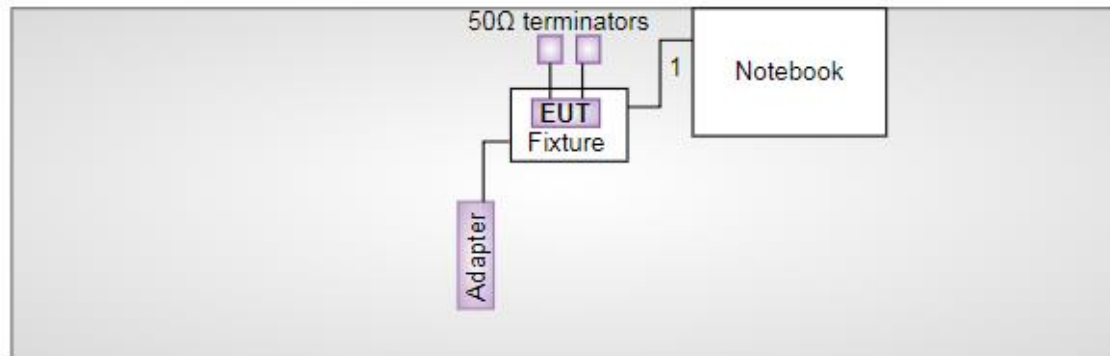 50Ω terminators
1
Notebook
EUT
Fixture
Adapter